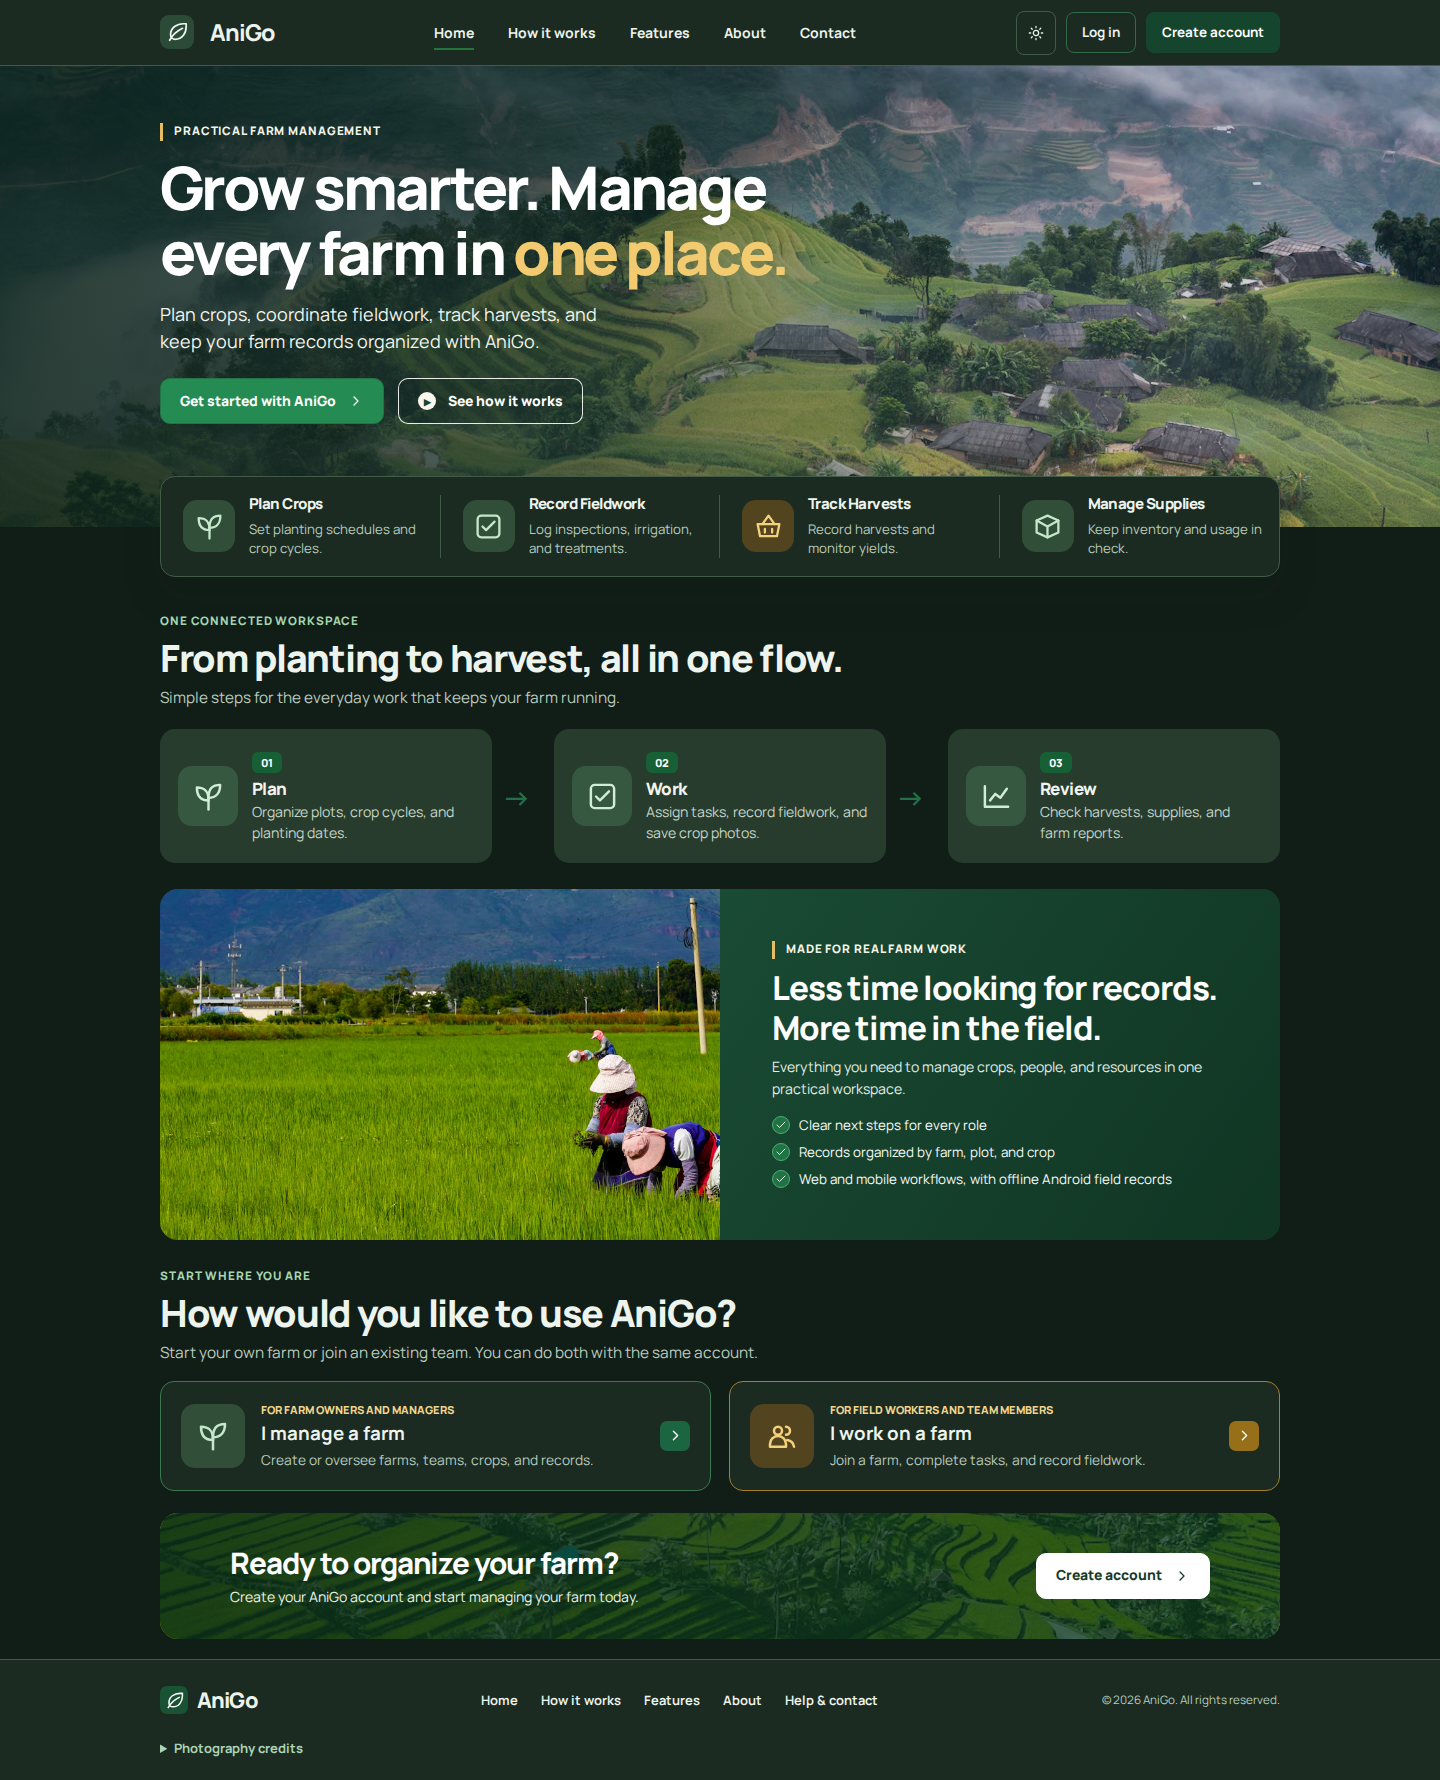 AniGo
Home
How it works
Features
About
Contact
Log in
Create account
PRACTICAL FARM MANAGEMENT
Grow smarter. Manage
every farm in one place.
Plan crops, coordinate fieldwork, track harvests, and
keep your farm records organized with AniGo.
Get started with AniGo
See how it works
Plan Crops
Set planting schedules and
crop cycles.
Record Fieldwork
Log inspections, irrigation,
and treatments.
Track Harvests
Record harvests and
monitor yields.
Manage Supplies
Keep inventory and usage in
check.
ONE CONNECTED WORKSPACE
From planting to harvest, all in one flow.
Simple steps for the everyday work that keeps your farm running.
01
Plan
Organize plots, crop cycles, and
planting dates.
02
Work
Assign tasks, record fieldwork, and
save crop photos.
03
Review
Check harvests, supplies, and
farm reports.
MADE FOR REAL FARM WORK
Less time looking for records.
More time in the field.
Everything you need to manage crops, people, and resources in one
practical workspace.
Clear next steps for every role
Records organized by farm, plot, and crop
Web and mobile workflows, with offline Android field records
START WHERE YOU ARE
How would you like to use AniGo?
Start your own farm or join an existing team. You can do both with the same account.
FOR FARM OWNERS AND MANAGERS
I manage a farm
Create or oversee farms, teams, crops, and records.
FOR FIELD WORKERS AND TEAM MEMBERS
I work on a farm
Join a farm, complete tasks, and record fieldwork.
Ready to organize your farm?
Create your AniGo account and start managing your farm today.
Create account
AniGo
Home
How it works
Features
About
Help & contact
© 2026 AniGo. All rights reserved.
Photography credits